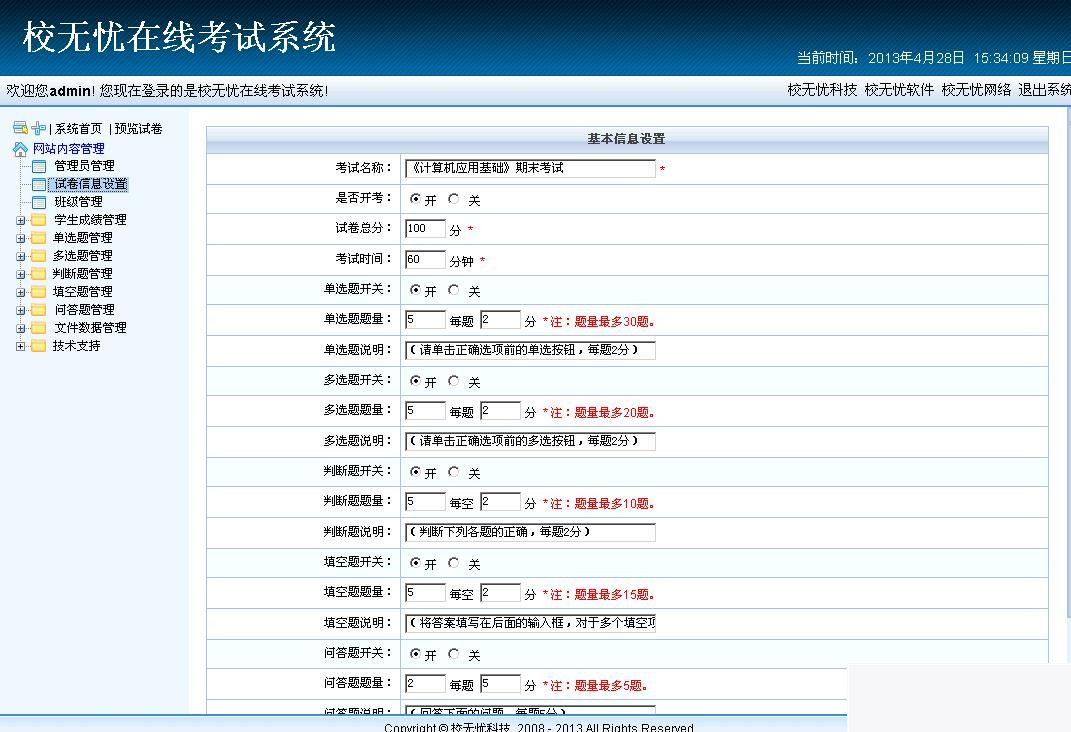 校无忧在线考试系统
当前时间：2013年4月28日 15:34:09 星期日
欢迎您admin! 您现在登录的是校无忧在线考试系统!
校无忧科技 校无忧软件 校无忧网络 退出系统
| 系统首页 | 预览试卷
网站内容管理
管理员管理
试卷信息设置
班级管理
学生成绩管理
单选题管理
多选题管理
判断题管理
填空题管理
问答题管理
文件数据管理
技术支持
基本信息设置
考试名称： 《计算机应用基础》期末考试 *
是否开考： 开 关
试卷总分： 100 分 *
考试时间： 60 分钟 *
单选题开关： 开 关
单选题题量： 5 每题 2 分 *注：题量最多30题。
单选题说明： （请单击正确选项前的单选按钮，每题2分）
多选题开关： 开 关
多选题题量： 5 每题 2 分 *注：题量最多20题。
多选题说明： （请单击正确选项前的多选按钮，每题2分）
判断题开关： 开 关
判断题题量： 5 每空 2 分 *注：题量最多10题。
判断题说明： （判断下列各题的正确，每题2分）
填空题开关： 开 关
填空题题量： 5 每空 2 分 *注：题量最多15题。
填空题说明： （将答案填写在后面的输入框，对于多个填空项
问答题开关： 开 关
问答题题量： 2 每题 5 分 *注：题量最多5题。
问答题说明： （回答下面的问题，每题5分）
Copyright © 校无忧科技 2008 - 2013 All Rights Reserved